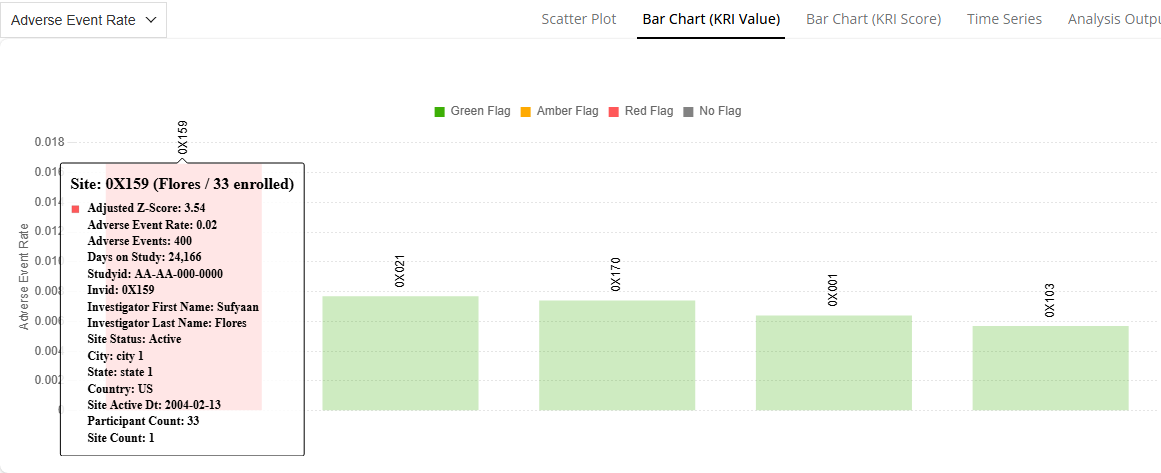 Adverse Event Rate
Scatter Plot
Bar Chart (KRI Value)
Bar Chart (KRI Score)
Time Series
Analysis Outpu
Green Flag
Amber Flag
Red Flag
No Flag
Adverse Event Rate
0.018
0.016
0.014
0.012
0.010
0.008
0.006
0.004
0.002
0
0X159
0X021
0X170
0X001
0X103
Site: 0X159 (Flores / 33 enrolled)
Adjusted Z-Score: 3.54
Adverse Event Rate: 0.02
Adverse Events: 400
Days on Study: 24,166
Studyid: AA-AA-000-0000
Invid: 0X159
Investigator First Name: Sufyaan
Investigator Last Name: Flores
Site Status: Active
City: city 1
State: state 1
Country: US
Site Active Dt: 2004-02-13
Participant Count: 33
Site Count: 1